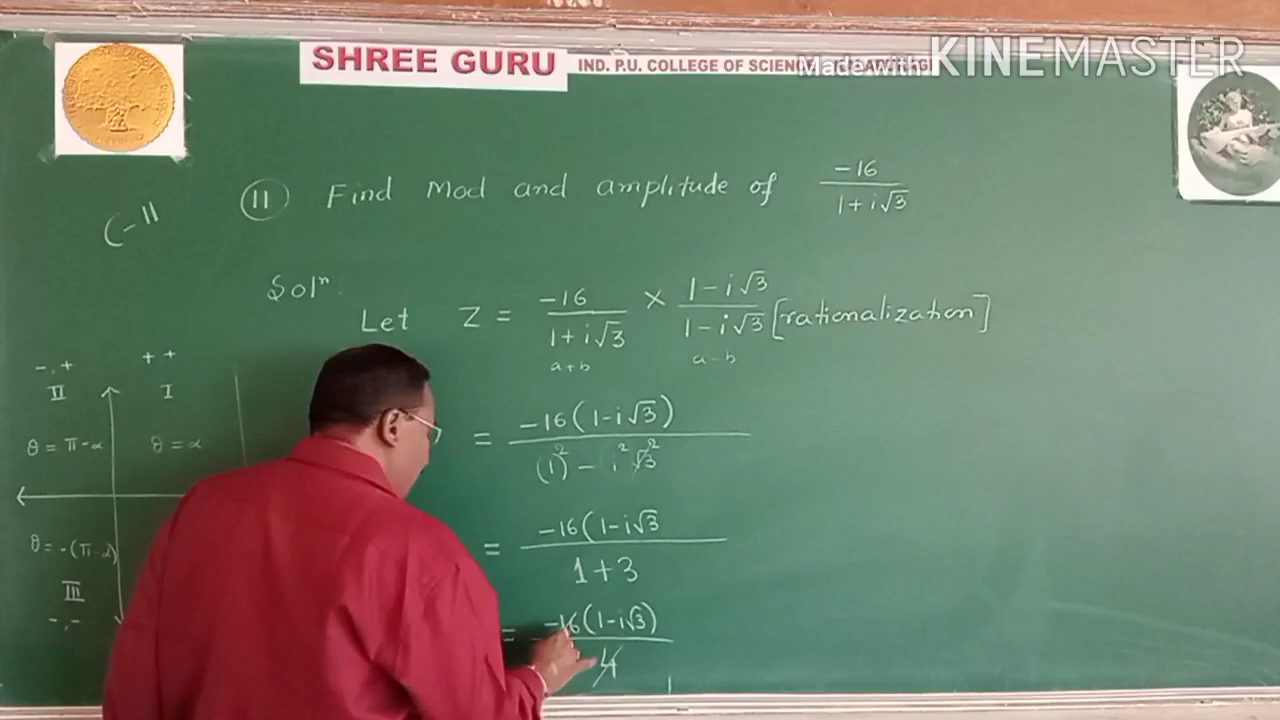 SHREE GURU IND. P.U. COLLEGE OF SCIENCE
Made with KINEMASTER
C-11
(11) Find Mod and amplitude of -16/(1+i√3)
Solⁿ:
Let Z = -16/(1+i√3) × (1-i√3)/(1-i√3) [rationalization]
a+b a-b
= -16(1-i√3)/((1)² - i²√3²)
= -16(1-i√3/(1+3)
= -16(1-i√3)/4
-,+ ++
II I
θ = π-α θ = α
θ = -(π-α)
III
-,-